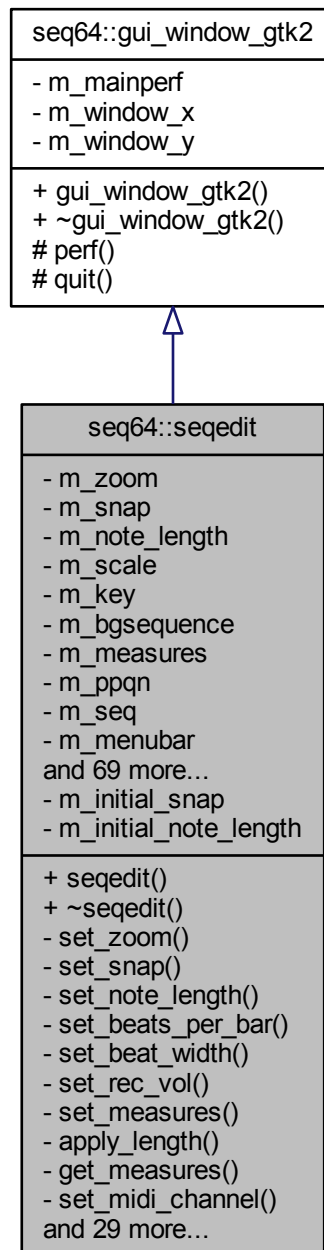 seq64::gui_window_gtk2
- m_mainperf
- m_window_x
- m_window_y
+ gui_window_gtk2()
+ ~gui_window_gtk2()
# perf()
# quit()
seq64::seqedit
- m_zoom
- m_snap
- m_note_length
- m_scale
- m_key
- m_bgsequence
- m_measures
- m_ppqn
- m_seq
- m_menubar
and 69 more...
- m_initial_snap
- m_initial_note_length
+ seqedit()
+ ~seqedit()
- set_zoom()
- set_snap()
- set_note_length()
- set_beats_per_bar()
- set_beat_width()
- set_rec_vol()
- set_measures()
- apply_length()
- get_measures()
- set_midi_channel()
and 29 more...